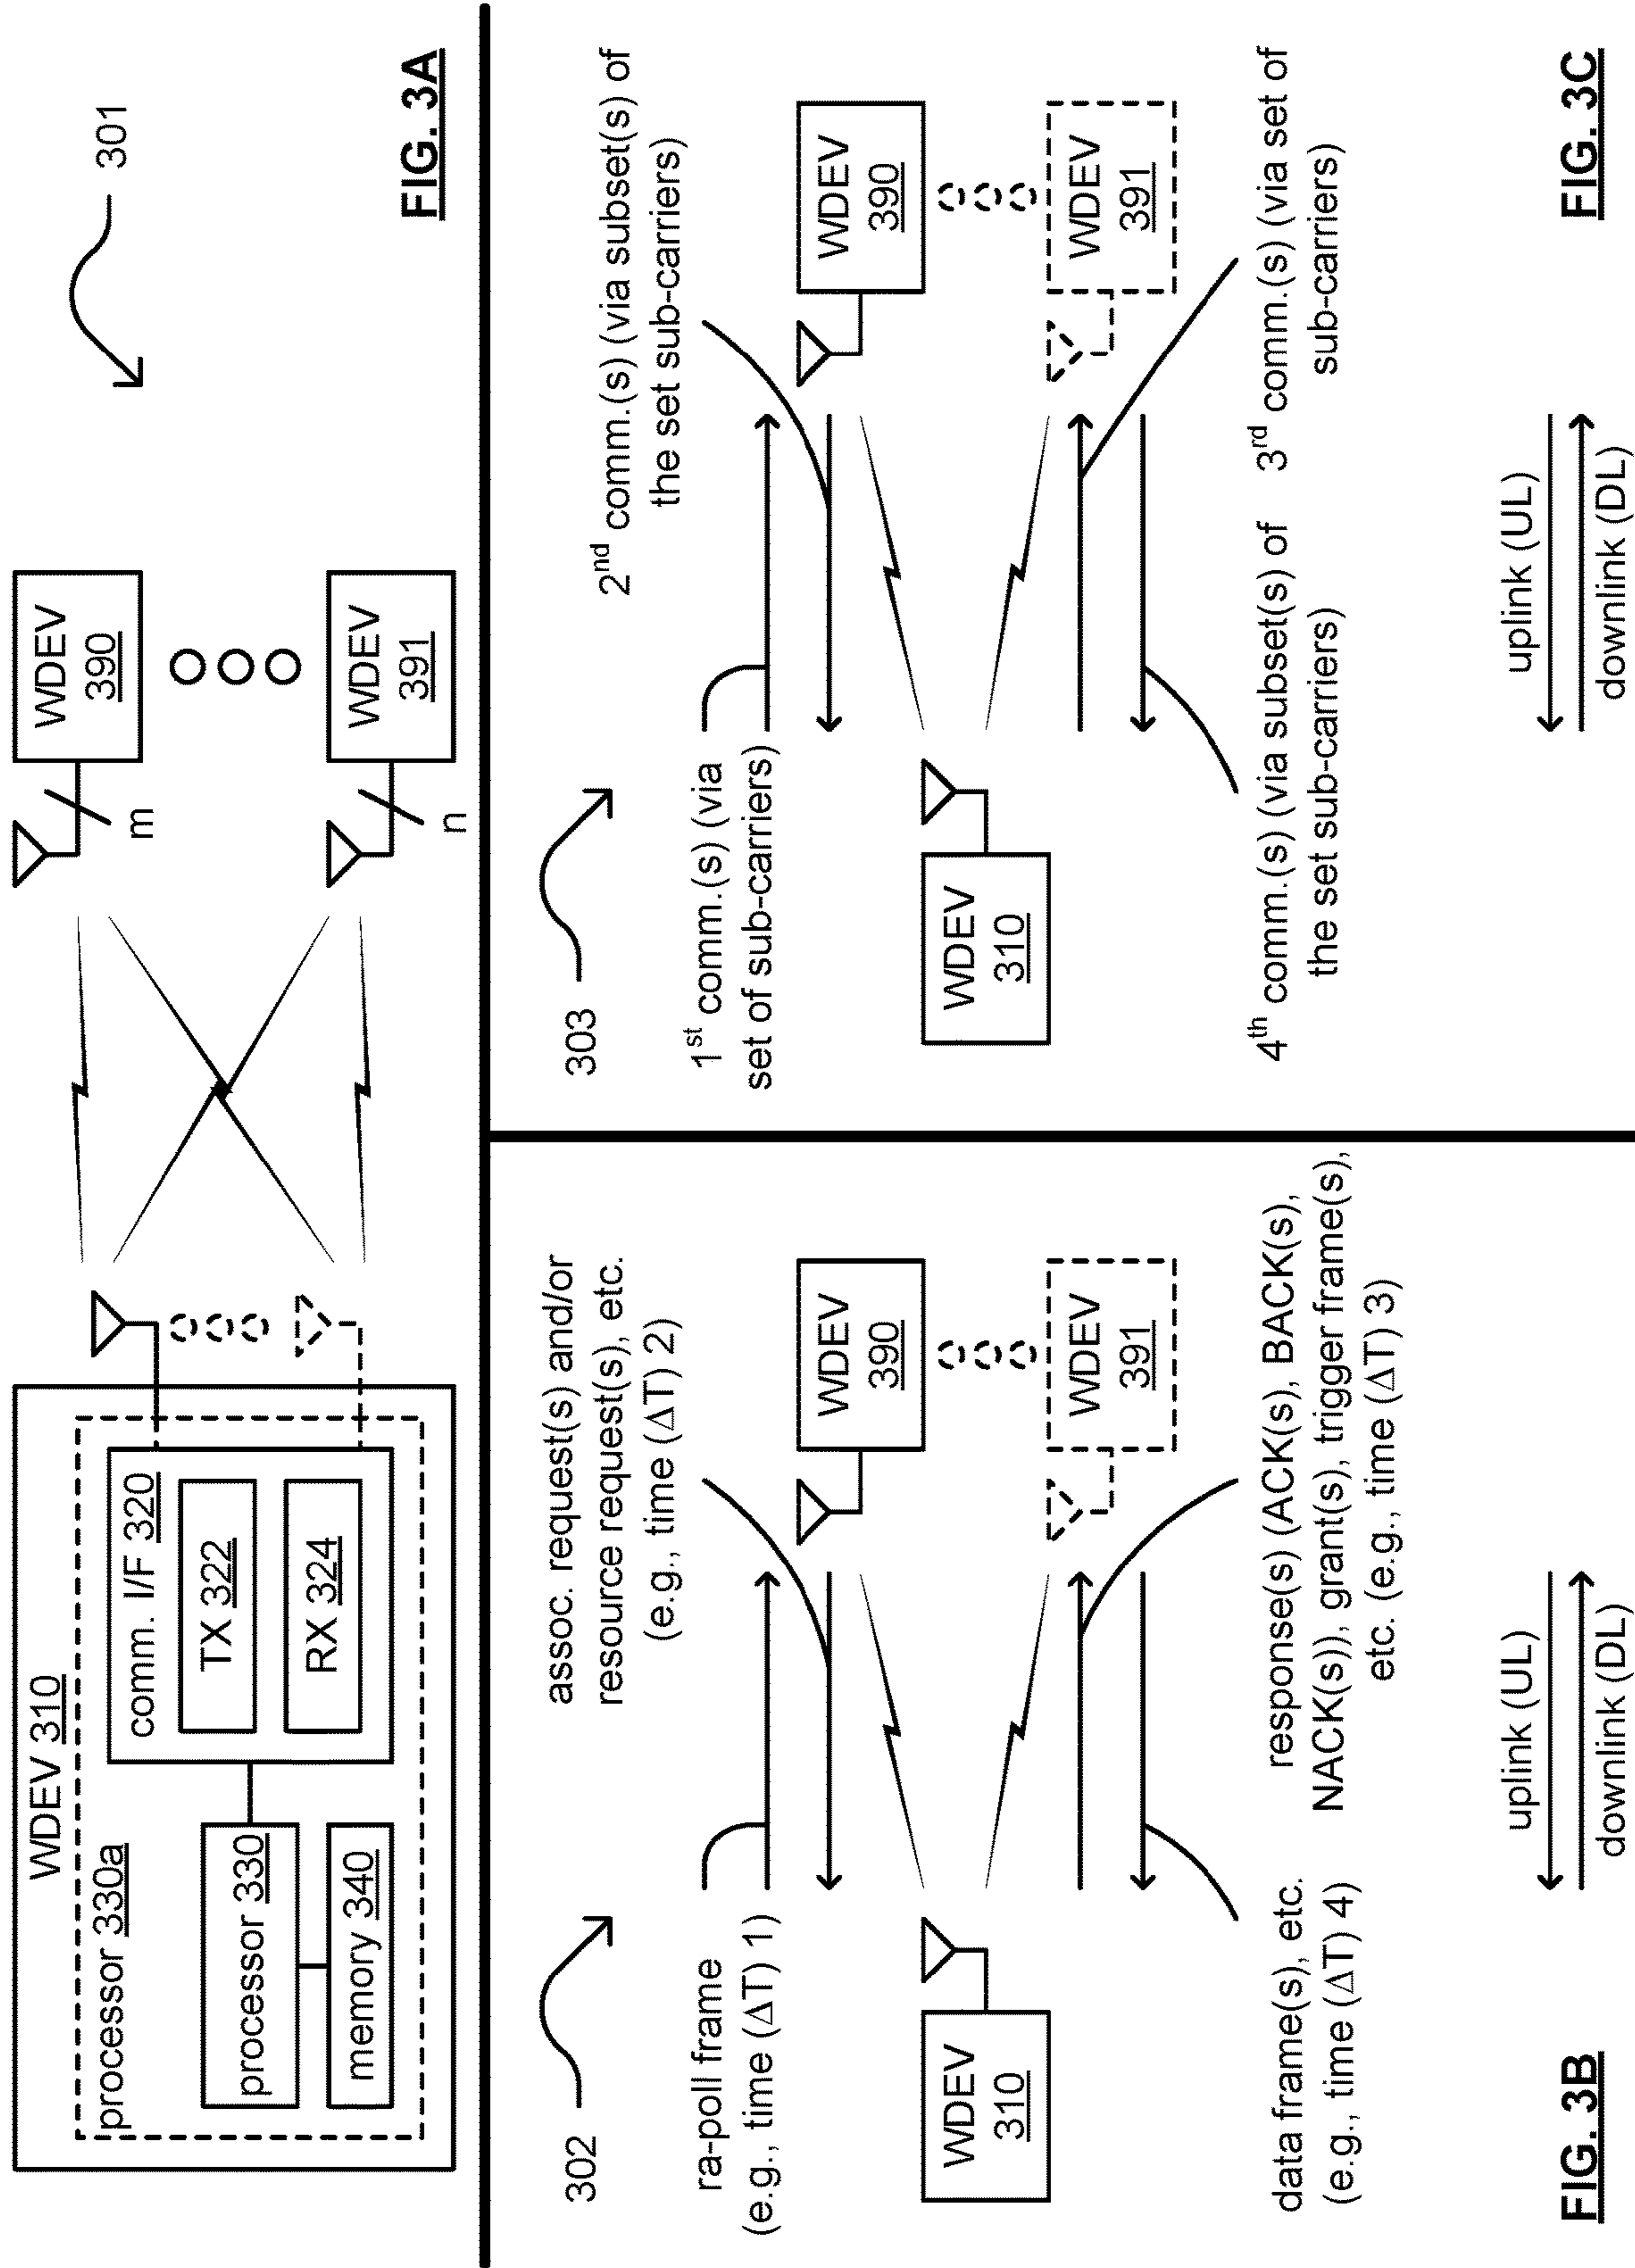 WDEV 310
processor 330a
processor 330
memory 340
comm. I/F 320
TX 322
RX 324
WDEV
390
m
WDEV
391
n
301
FIG. 3A
302
ra-poll frame
(e.g., time (ΔT) 1)
assoc. request(s) and/or
resource request(s), etc.
(e.g., time (ΔT) 2)
WDEV
310
WDEV
390
WDEV
391
data frame(s), etc.
(e.g., time (ΔT) 4)
response(s) (ACK(s), BACK(s),
NACK(s)), grant(s), trigger frame(s),
etc. (e.g., time (ΔT) 3)
uplink (UL)
downlink (DL)
FIG. 3B
303
1st comm.(s) (via
set of sub-carriers)
2nd comm.(s) (via subset(s) of
the set sub-carriers)
WDEV
310
WDEV
390
WDEV
391
4th comm.(s) (via subset(s) of
the set sub-carriers)
3rd comm.(s) (via set of
sub-carriers)
uplink (UL)
downlink (DL)
FIG. 3C